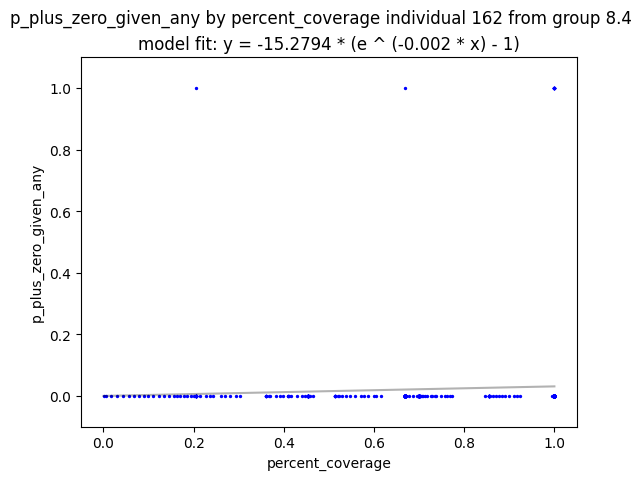 p_plus_zero_given_any by percent_coverage individual 162 from group 8.4
model fit: y = -15.2794 * (e ^ (-0.002 * x) - 1)
1.0
0.8
0.6
0.4
0.2
0.0
p_plus_zero_given_any
0.0 0.2 0.4 0.6 0.8 1.0
percent_coverage